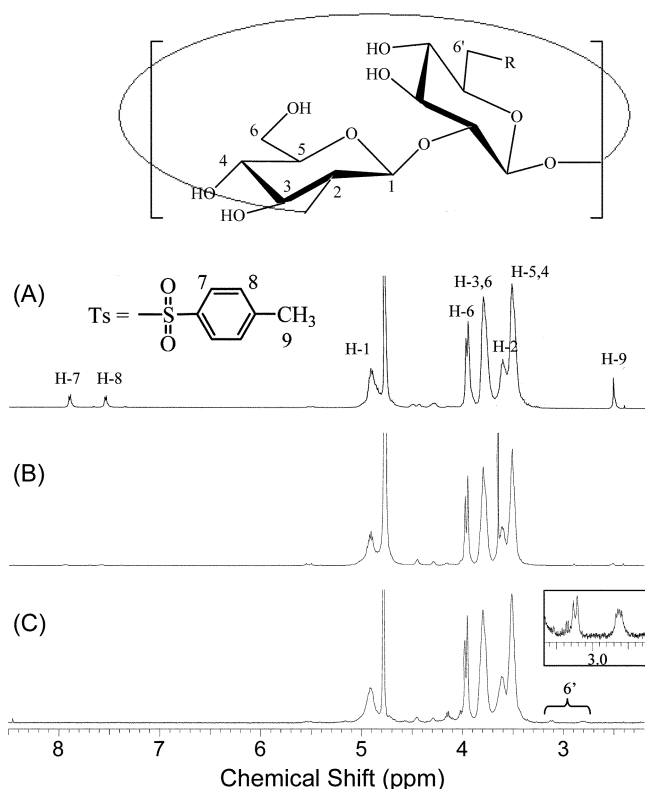 6'
HO
R
HO
O
OH
6
O
O
5
4
O
3
2
1
HO
HO
(A)
O
7
8
Ts =
S
CH3
O
9
H-3,6
H-5,4
H-6
H-1
H-2
H-7
H-8
H-9
(B)
(C)
3.0
6'
8
7
6
5
4
3
Chemical Shift (ppm)